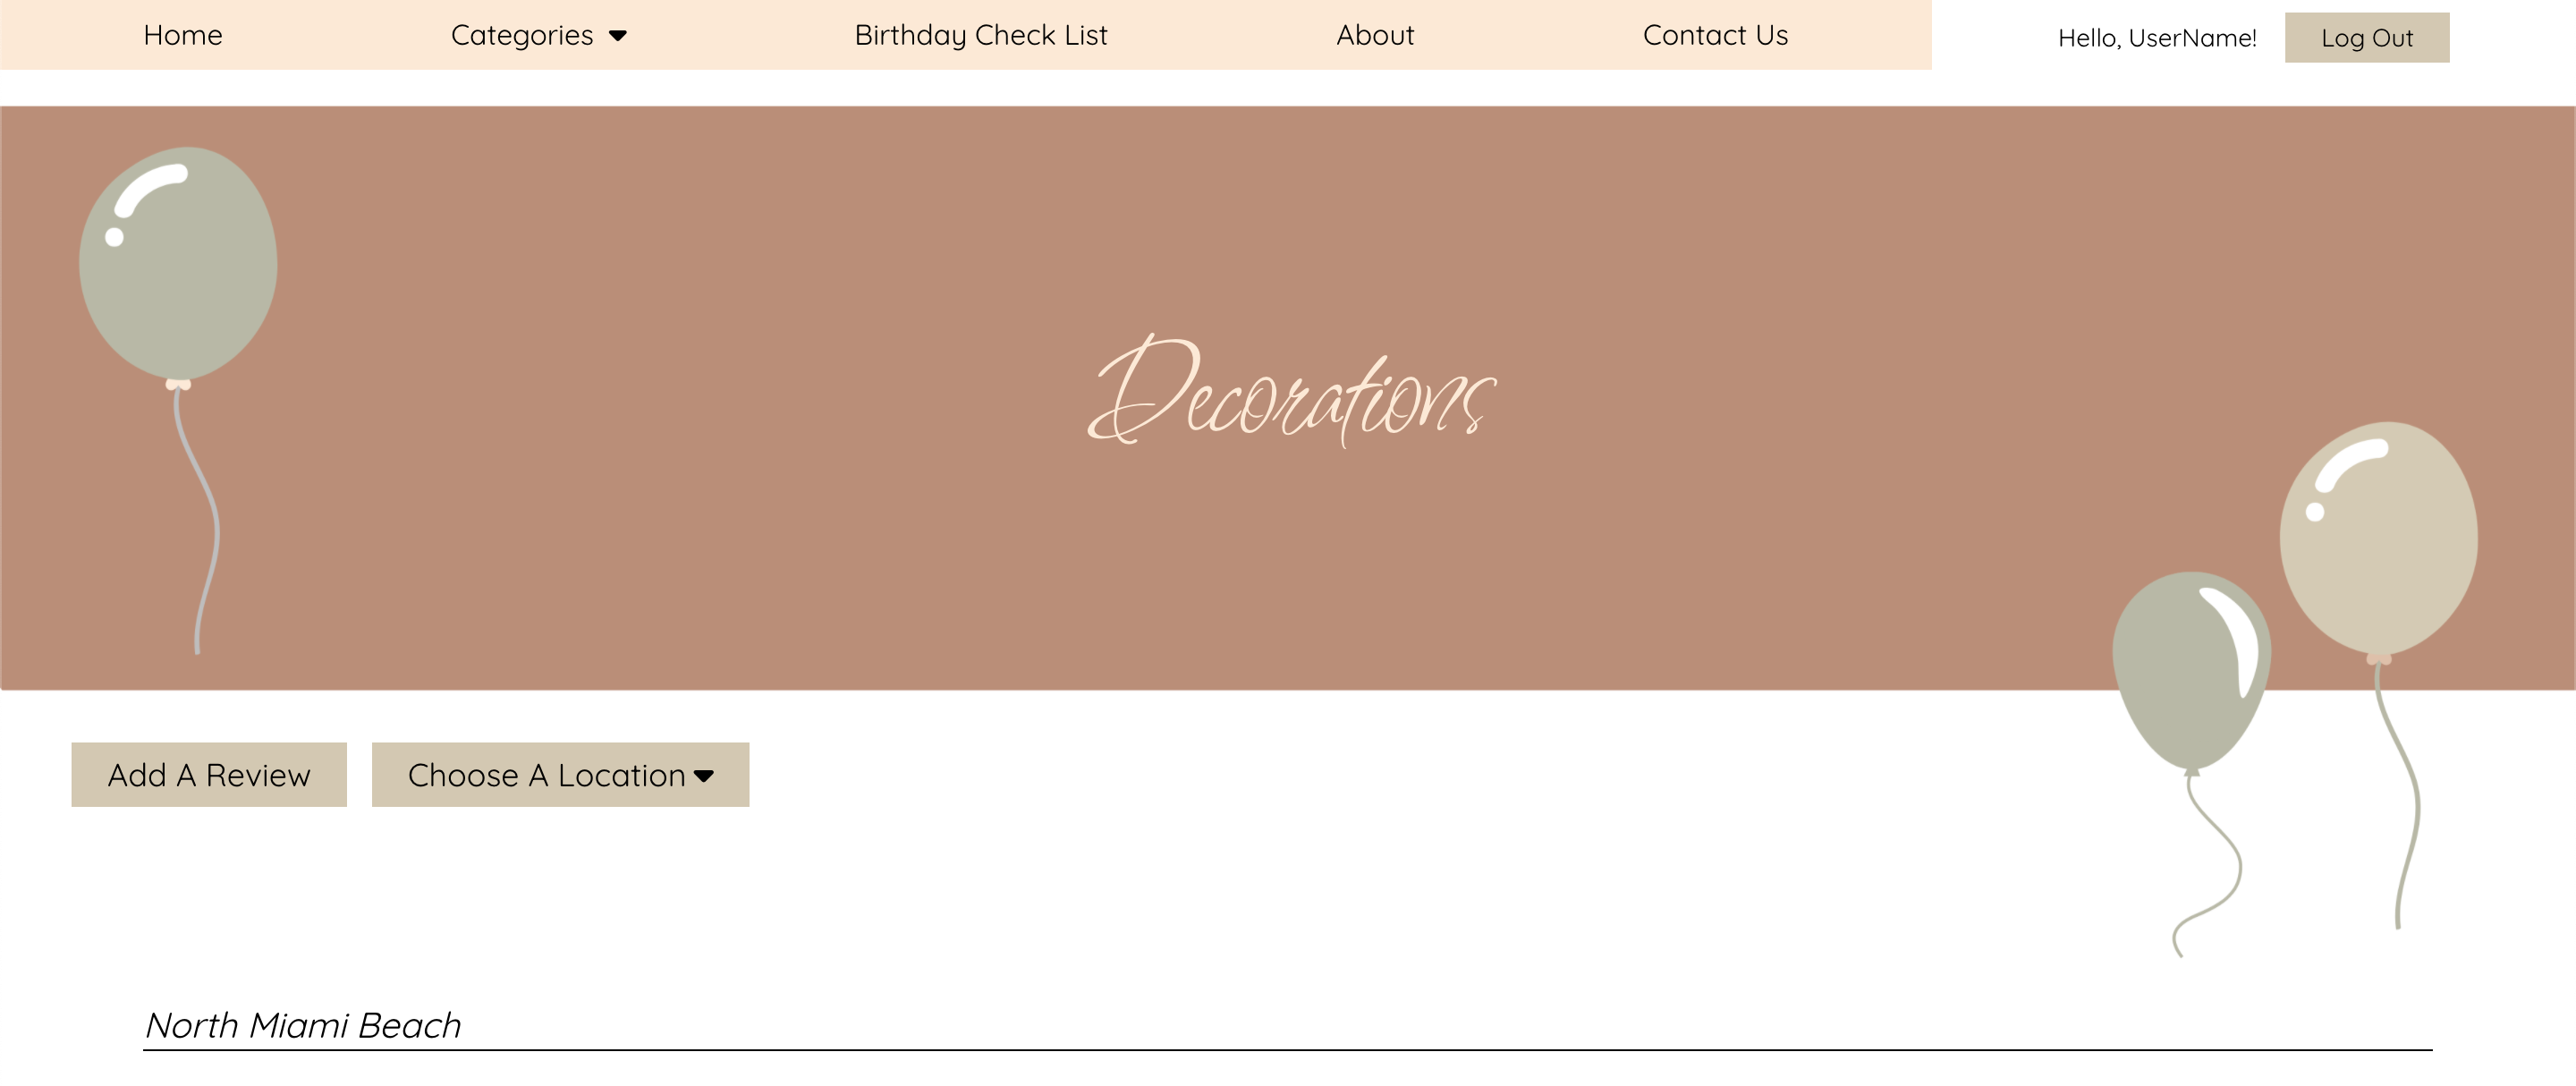 Home Categories Birthday Check List About Contact Us Hello, UserName! Log Out
Decorations
Add A Review Choose A Location
North Miami Beach